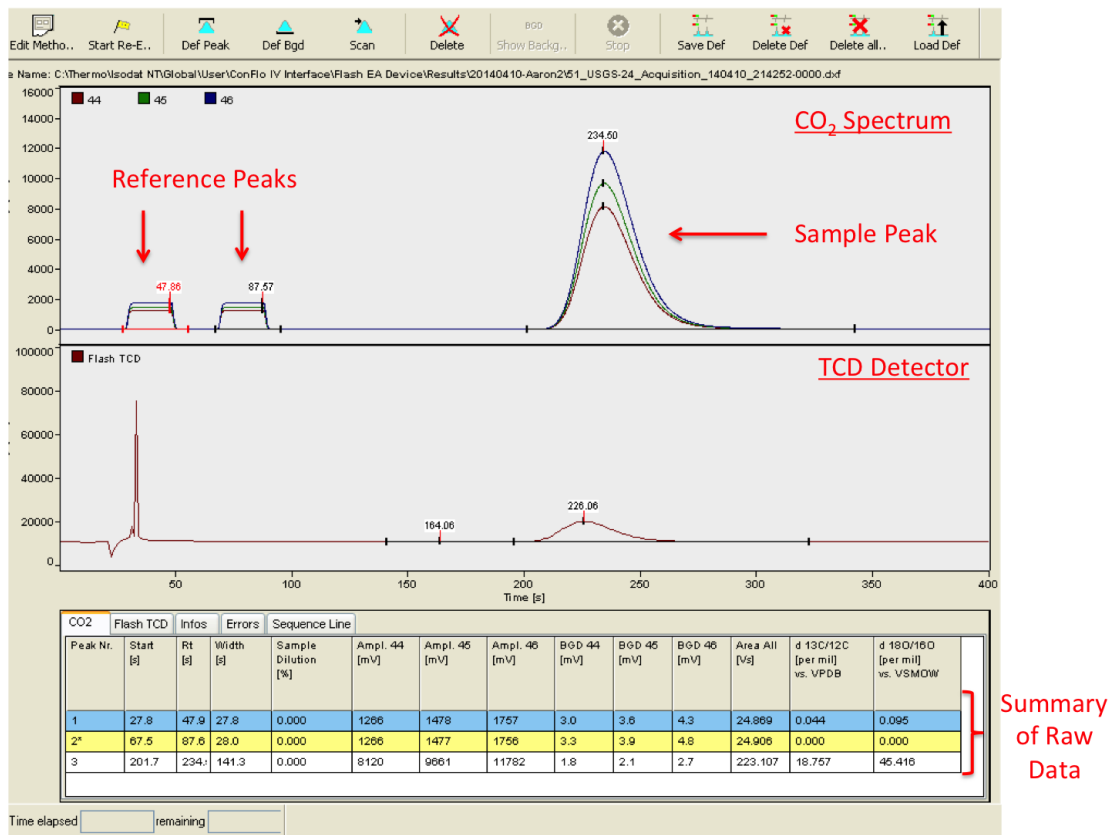 Edit Metho.. Start Re-E.. Def Peak Def Bgd Scan Delete BGD Show Backg.. Stop Save Def Delete Def Delete all.. Load Def
e Name: C:\Thermo\Isodat NT\Global\User\ConFlo IV Interface\Flash EA Device\Results\20140410-Aaron2\51_USGS-24_Acquisition_140410_214252-0000.dxf
16000
44 45 46
14000
CO₂ Spectrum
12000
234.50
10000
Reference Peaks
8000
6000
Sample Peak
4000
47.86 87.57
2000
0
100000
Flash TCD
TCD Detector
80000
60000
40000
226.06
20000
164.06
0
50 100 150 200 250 300 350 400
Time [s]
CO2 Flash TCD Infos Errors Sequence Line
Peak Nr. Start Rt Width Sample Ampl. 44 Ampl. 45 Ampl. 46 BGD 44 BGD 45 BGD 46 Area All d 13C/12C d 18O/16O
[s] [s] [s] Dilution [mV] [mV] [mV] [mV] [mV] [mV] [Vs] [per mil] [per mil]
[%] vs. VPDB vs. VSMOW
1 27.8 47.9 27.8 0.000 1266 1478 1757 3.0 3.6 4.3 24.869 0.044 0.095
2* 67.5 87.6 28.0 0.000 1266 1477 1756 3.3 3.9 4.8 24.906 0.000 0.000
3 201.7 234.: 141.3 0.000 8120 9661 11782 1.8 2.1 2.7 223.107 18.757 45.416
Summary
of Raw
Data
Time elapsed remaining